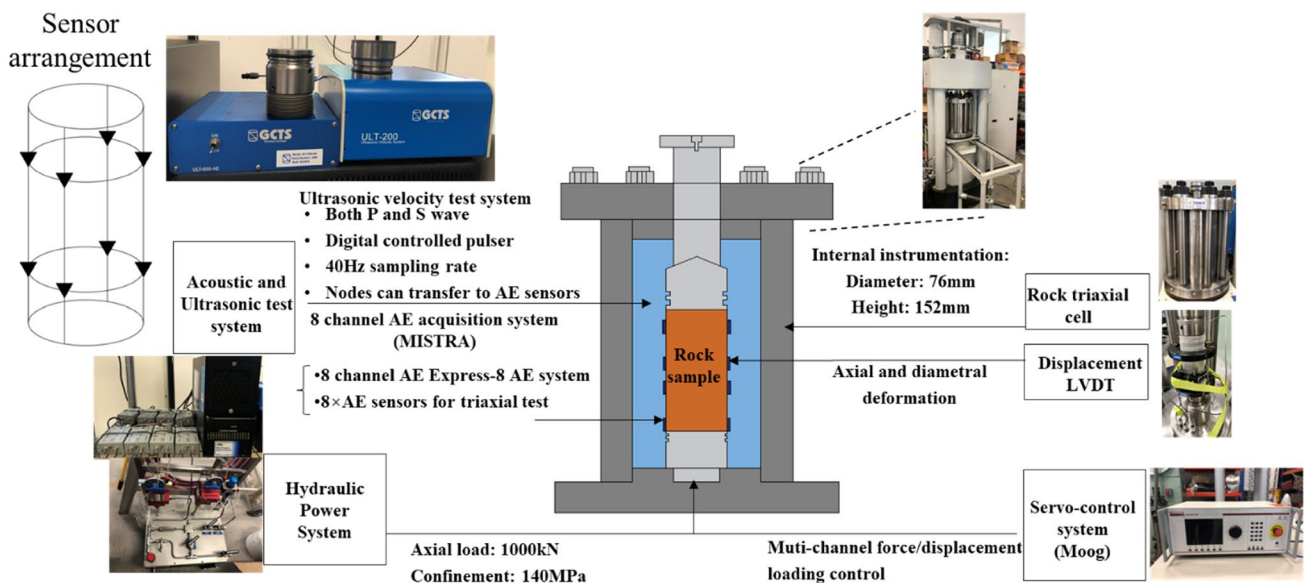 Sensor
arrangement
GCTS
GCTS
ULT-200
Ultrasonic velocity test system
• Both P and S wave
• Digital controlled pulser
• 40Hz sampling rate
• Nodes can transfer to AE sensors
8 channel AE acquisition system
(MISTRA)
Acoustic and
Ultrasonic test
system
•8 channel AE Express-8 AE system
•8×AE sensors for triaxial test
Rock
sample
Internal instrumentation:
Diameter: 76mm
Height: 152mm
Rock triaxial
cell
Displacement
LVDT
Axial and diametral
deformation
Hydraulic
Power
System
Axial load: 1000kN
Confinement: 140MPa
Muti-channel force/displacement
loading control
Servo-control
system
(Moog)